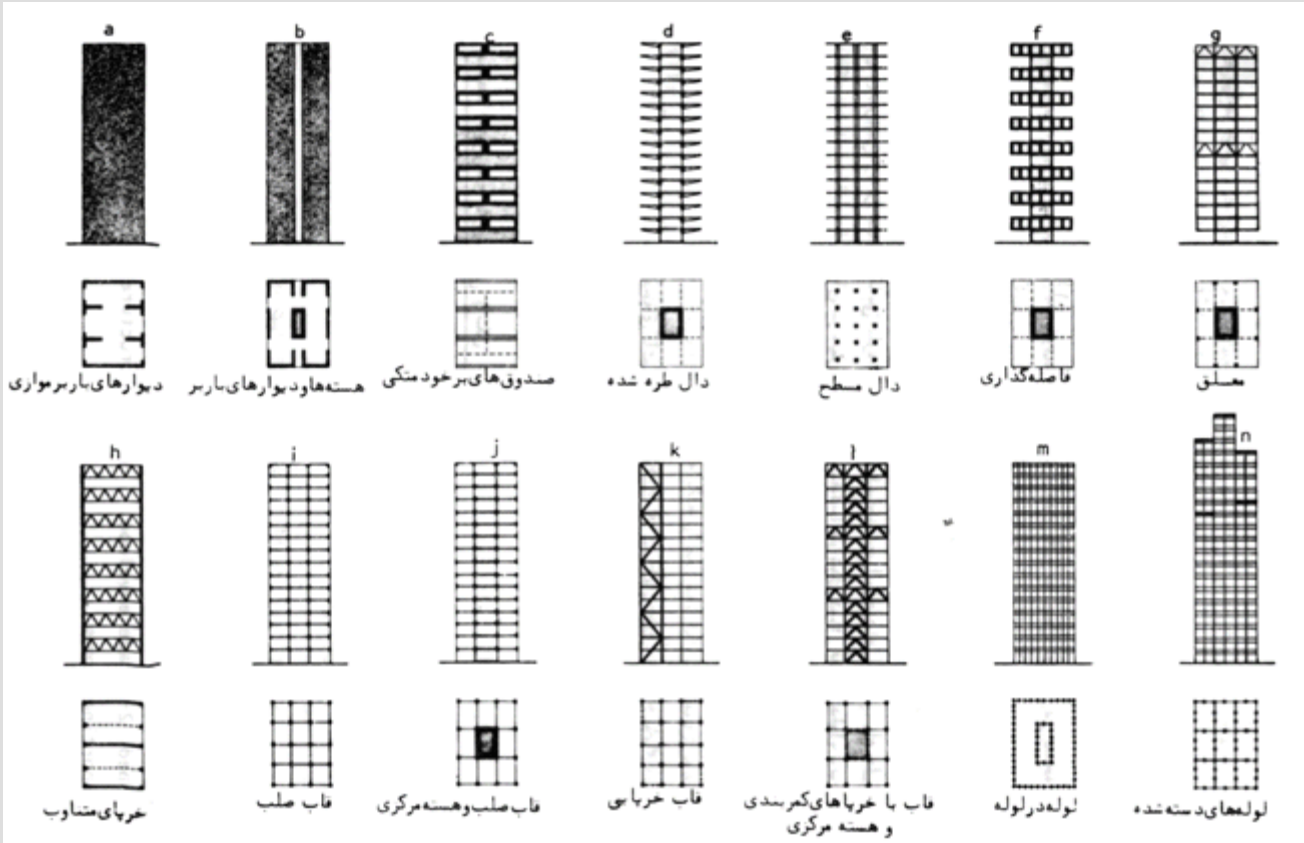 a
b
c
d
e
f
g
دیوارهای باربر موازی
هسته‌ها و دیوارهای باربر
صندوق‌های بر خود متکی
دال طره شده
دال مسطح
فاصله‌گذاری
معلق
h
i
j
k
l
m
n
خرپای متناوب
قاب صلب
قاب صلب و هسته مرکزی
قاب خرپایی
قاب با خرپاهای کمربندی
و هسته مرکزی
لوله در لوله
لوله‌های دسته شده